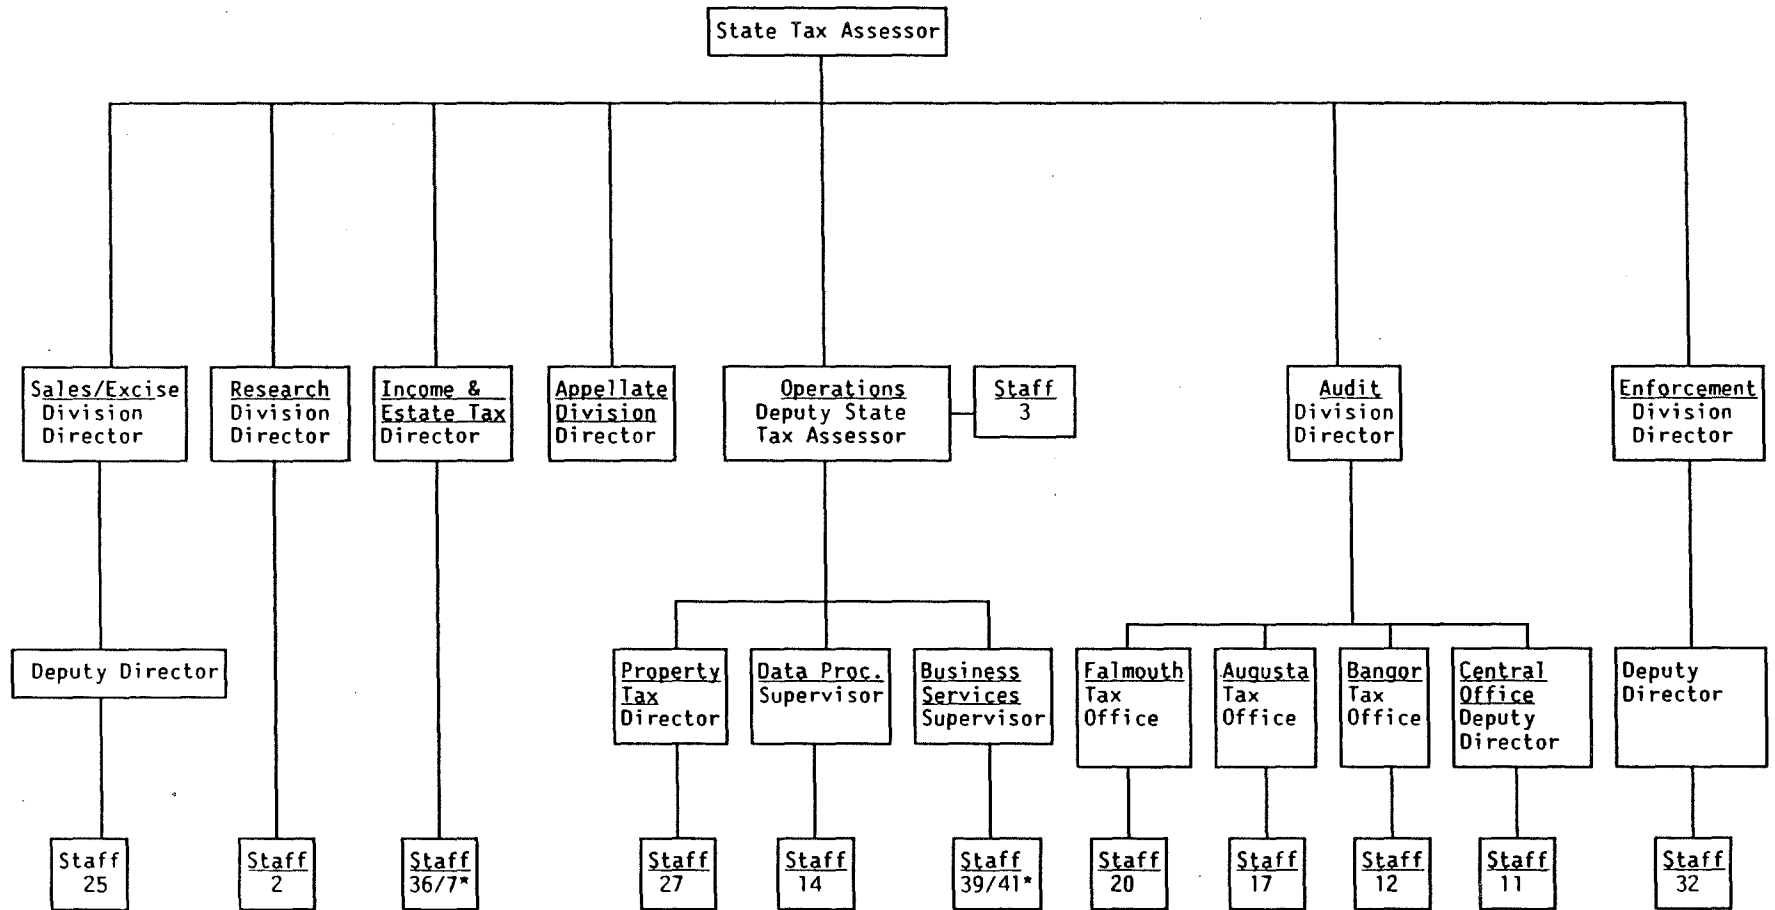 State Tax Assessor
Sales/Excise
Division
Director
Research
Division
Director
Income &
Estate Tax
Director
Appellate
Division
Director
Operations
Deputy State
Tax Assessor
Staff
3
Audit
Division
Director
Enforcement
Division
Director
Deputy Director
Property
Tax
Director
Data Proc.
Supervisor
Business
Services
Supervisor
Falmouth
Tax
Office
Augusta
Tax
Office
Bangor
Tax
Office
Central
Office
Deputy
Director
Deputy
Director
Staff
25
Staff
2
Staff
36/7*
Staff
27
Staff
14
Staff
39/41*
Staff
20
Staff
17
Staff
12
Staff
11
Staff
32